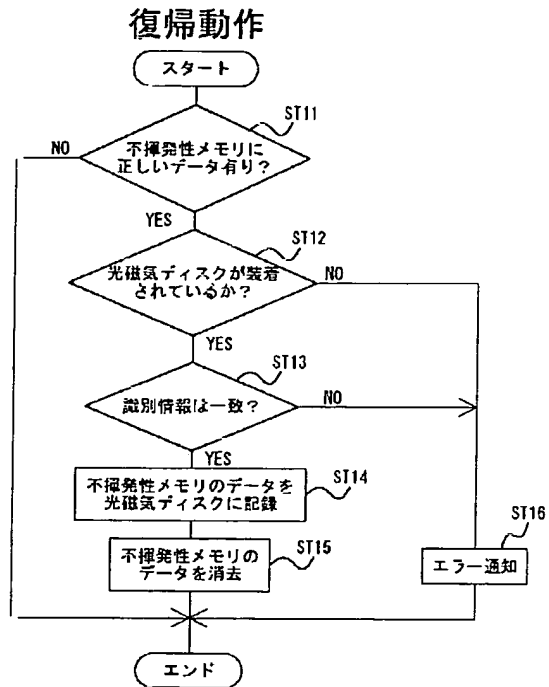 復帰動作
スタート
ST11
不揮発性メモリに
正しいデータ有り？
NO
YES
ST12
光磁気ディスクが装着
されているか？
NO
YES
ST13
識別情報は一致？
NO
YES
ST14
不揮発性メモリのデータを
光磁気ディスクに記録
ST15
不揮発性メモリの
データを消去
ST16
エラー通知
エンド